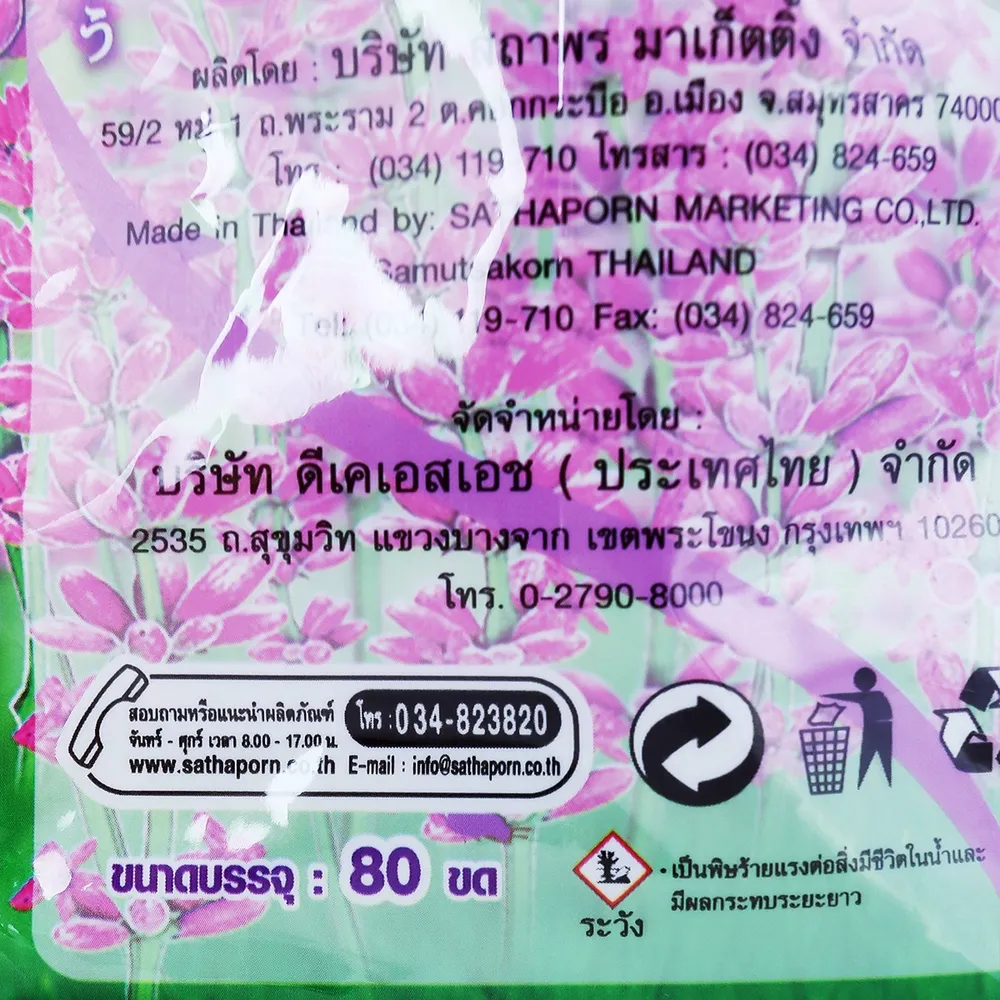 วั
ผลิตโดย : บริษัท สถาพร มาเก็ตติ้ง จำกัด
59/2 หมู่ 1 ถ.พระราม 2 ต.คอกกระบือ อ.เมือง จ.สมุทรสาคร 74000
โทร : (034) 119 710 โทรสาร : (034) 824-659
Made in Thailand by: SATHAPORN MARKETING CO.,LTD.
Samutsakorn THAILAND
Tel: (034) 119-710 Fax: (034) 824-659
จัดจำหน่ายโดย :
บริษัท ดีเคเอสเอช ( ประเทศไทย ) จำกัด
2535 ถ.สุขุมวิท แขวงบางจาก เขตพระโขนง กรุงเทพฯ 10260
โทร. 0-2790-8000
สอบถามหรือแนะนำผลิตภัณฑ์ โทร : 034-823820
จันทร์ - ศุกร์ เวลา 8.00 - 17.00 น.
www.sathaporn.co.th E-mail : info@sathaporn.co.th
ขนาดบรรจุ : 80 ขด
• เป็นพิษร้ายแรงต่อสิ่งมีชีวิตในน้ำและ
มีผลกระทบระยะยาว
ระวัง